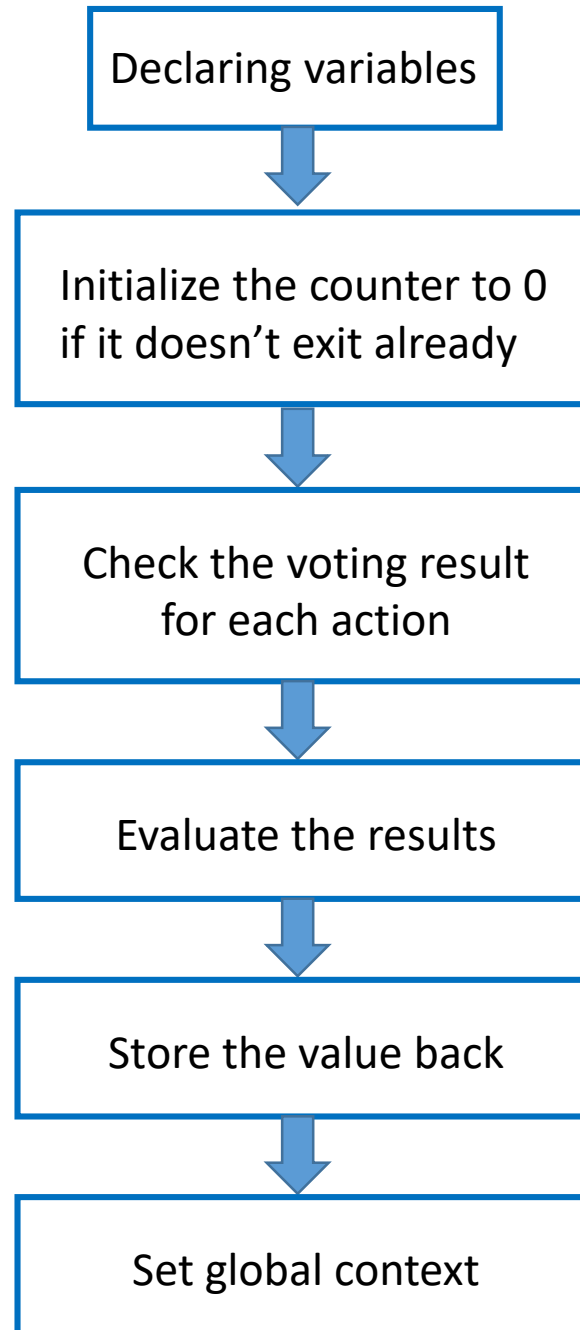 Declaring variables
Initialize the counter to 0
if it doesn’t exit already
Check the voting result
for each action
Evaluate the results
Store the value back
Set global context